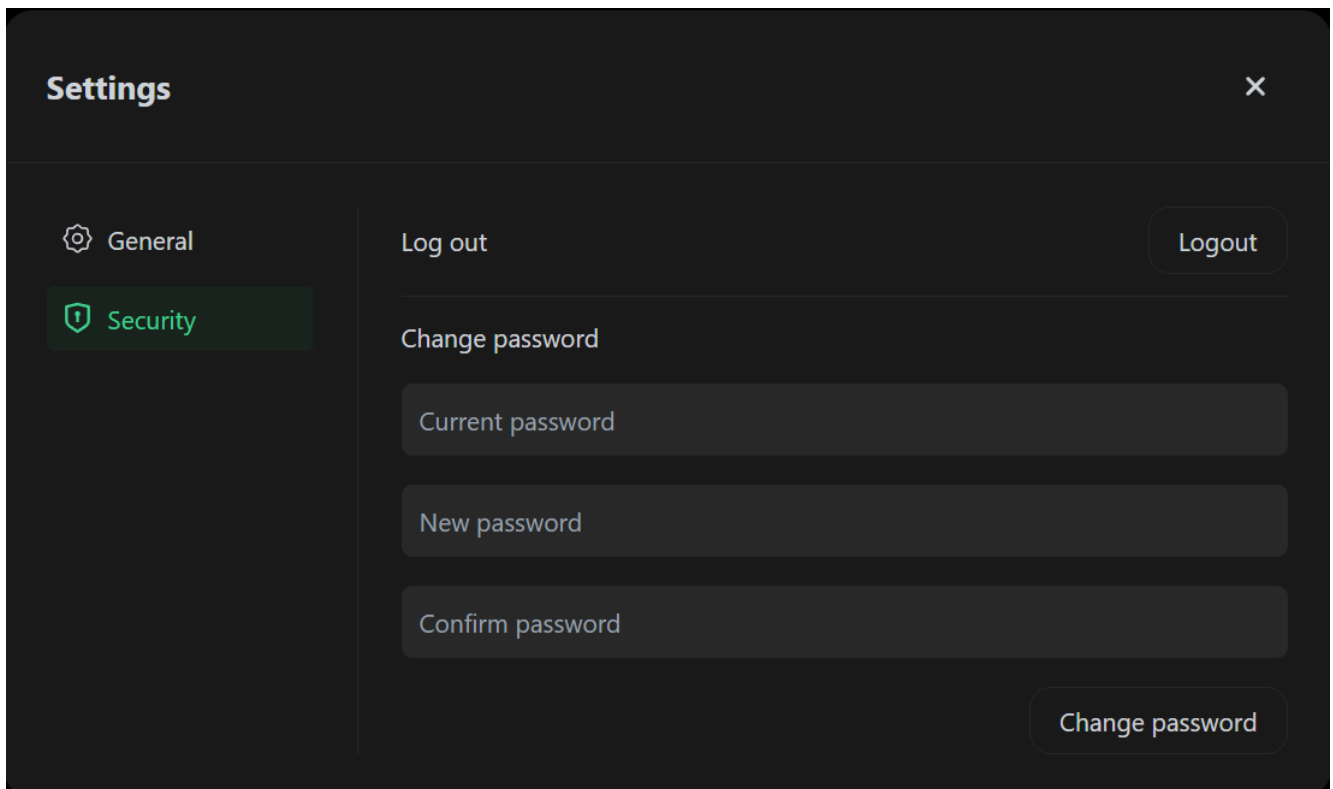 Settings
General
Security
Log out
Logout
Change password
Current password
New password
Confirm password
Change password